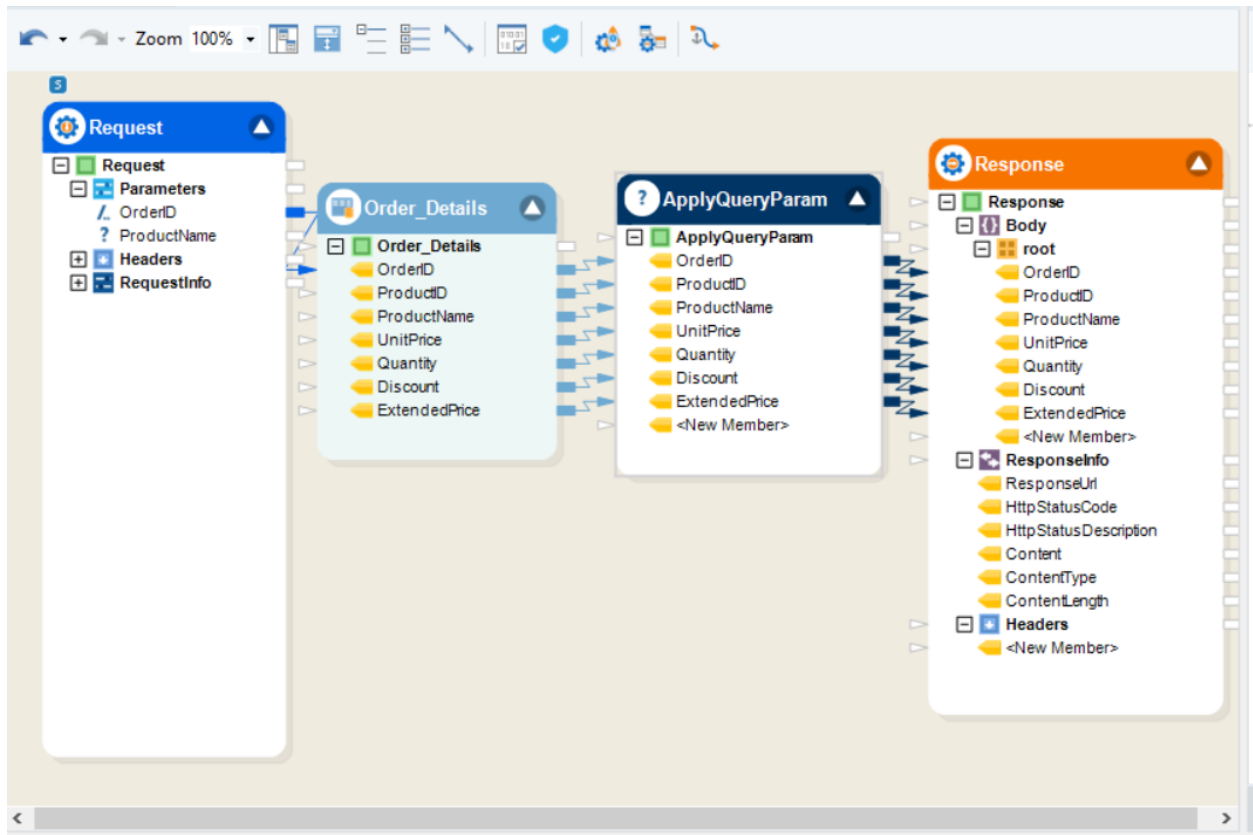 Zoom 100%
S
Request
Request
Parameters
OrderID
? ProductName
Headers
RequestInfo
Order_Details
Order_Details
OrderID
ProductID
ProductName
UnitPrice
Quantity
Discount
ExtendedPrice
? ApplyQueryParam
ApplyQueryParam
OrderID
ProductID
ProductName
UnitPrice
Quantity
Discount
ExtendedPrice
<New Member>
Response
Response
Body
root
OrderID
ProductID
ProductName
UnitPrice
Quantity
Discount
ExtendedPrice
<New Member>
ResponseInfo
ResponseUrl
HttpStatusCode
HttpStatusDescription
Content
ContentType
ContentLength
Headers
<New Member>